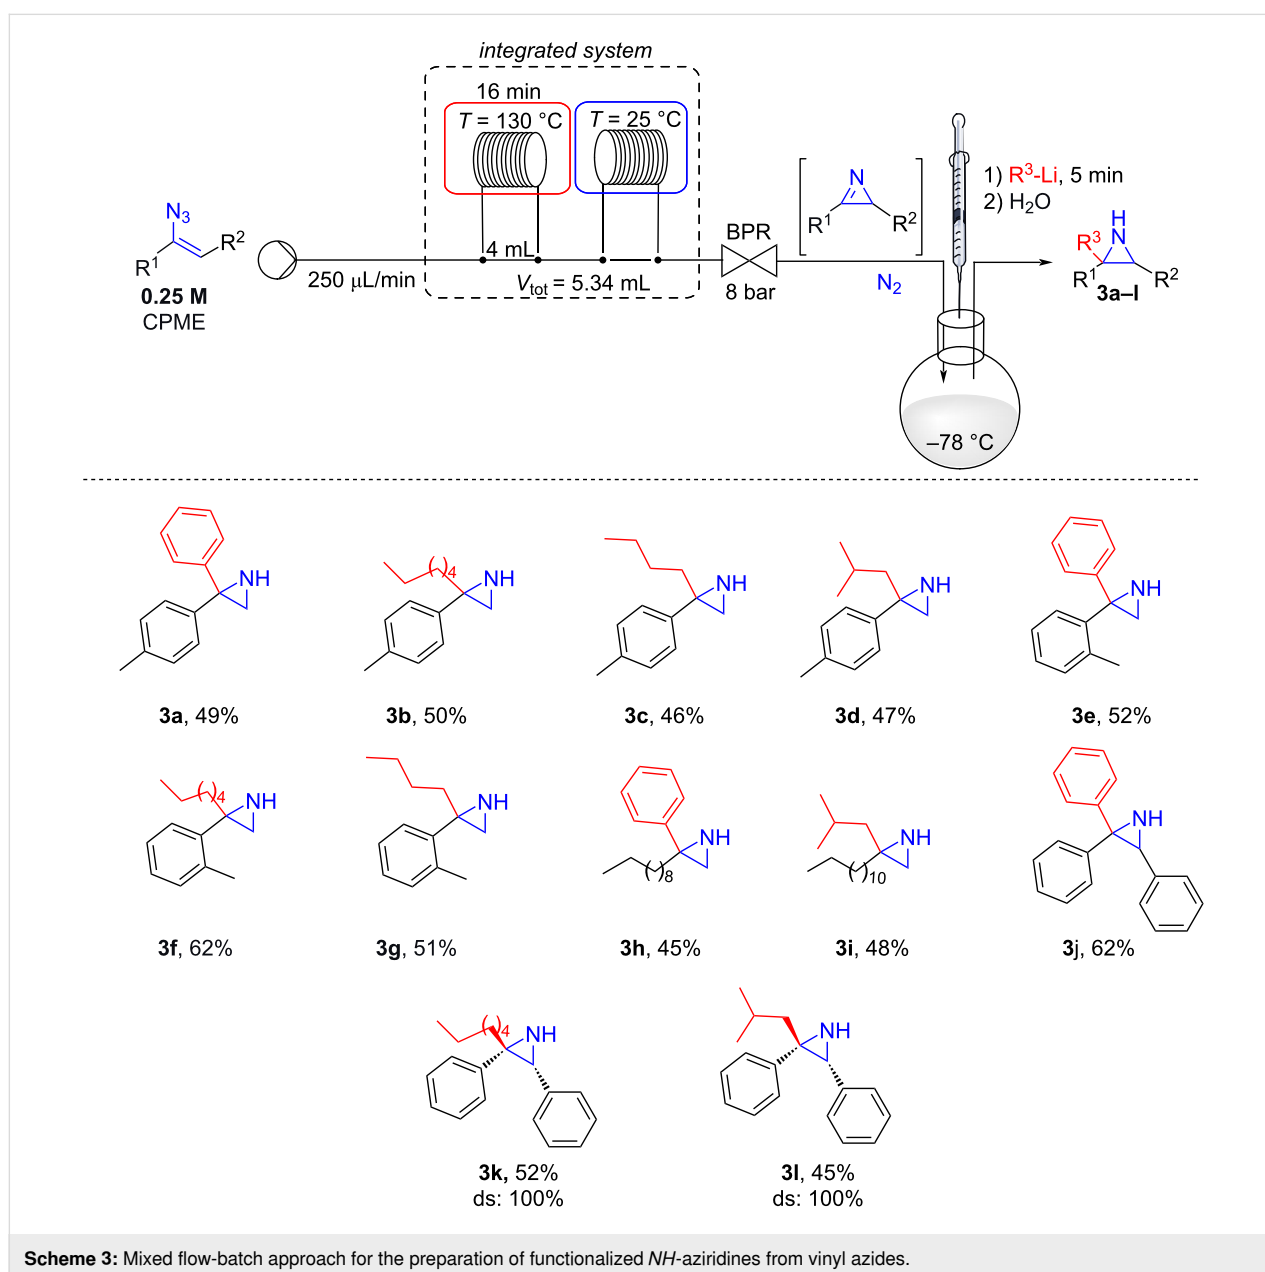 integrated system
16 min
T = 130 °C
T = 25 °C
N3
R1
R2
0.25 M
CPME
250 μL/min
4 mL
Vtot = 5.34 mL
BPR
8 bar
N
R1
R2
N2
1) R3-Li, 5 min
2) H2O
–78 °C
H
N
R3
R1
R2
3a–l
NH
3a, 49%
( )4
NH
3b, 50%
NH
3c, 46%
NH
3d, 47%
NH
3e, 52%
( )4
NH
3f, 62%
NH
3g, 51%
NH
( )8
3h, 45%
NH
( )10
3i, 48%
NH
3j, 62%
( )4
NH
3k, 52%
ds: 100%
NH
3l, 45%
ds: 100%
Scheme 3: Mixed flow-batch approach for the preparation of functionalized NH-aziridines from vinyl azides.